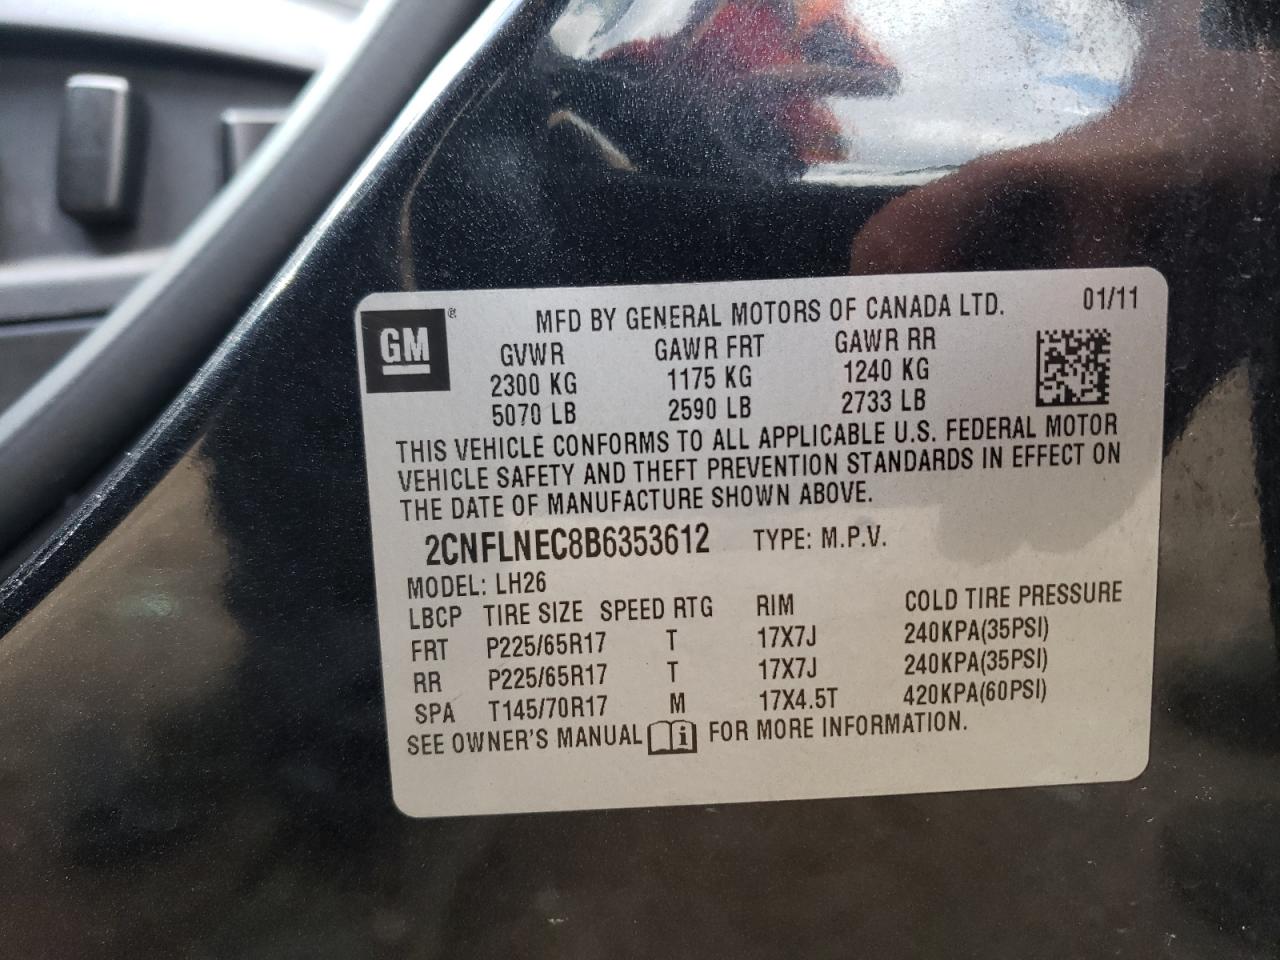 GM ®
MFD BY GENERAL MOTORS OF CANADA LTD. 01/11
GVWR GAWR FRT GAWR RR
2300 KG 1175 KG 1240 KG
5070 LB 2590 LB 2733 LB
THIS VEHICLE CONFORMS TO ALL APPLICABLE U.S. FEDERAL MOTOR
VEHICLE SAFETY AND THEFT PREVENTION STANDARDS IN EFFECT ON
THE DATE OF MANUFACTURE SHOWN ABOVE.
2CNFLNEC8B6353612 TYPE: M.P.V.
MODEL: LH26
LBCP TIRE SIZE SPEED RTG RIM COLD TIRE PRESSURE
FRT P225/65R17 T 17X7J 240KPA(35PSI)
RR P225/65R17 T 17X7J 240KPA(35PSI)
SPA T145/70R17 M 17X4.5T 420KPA(60PSI)
SEE OWNER'S MANUAL i FOR MORE INFORMATION.